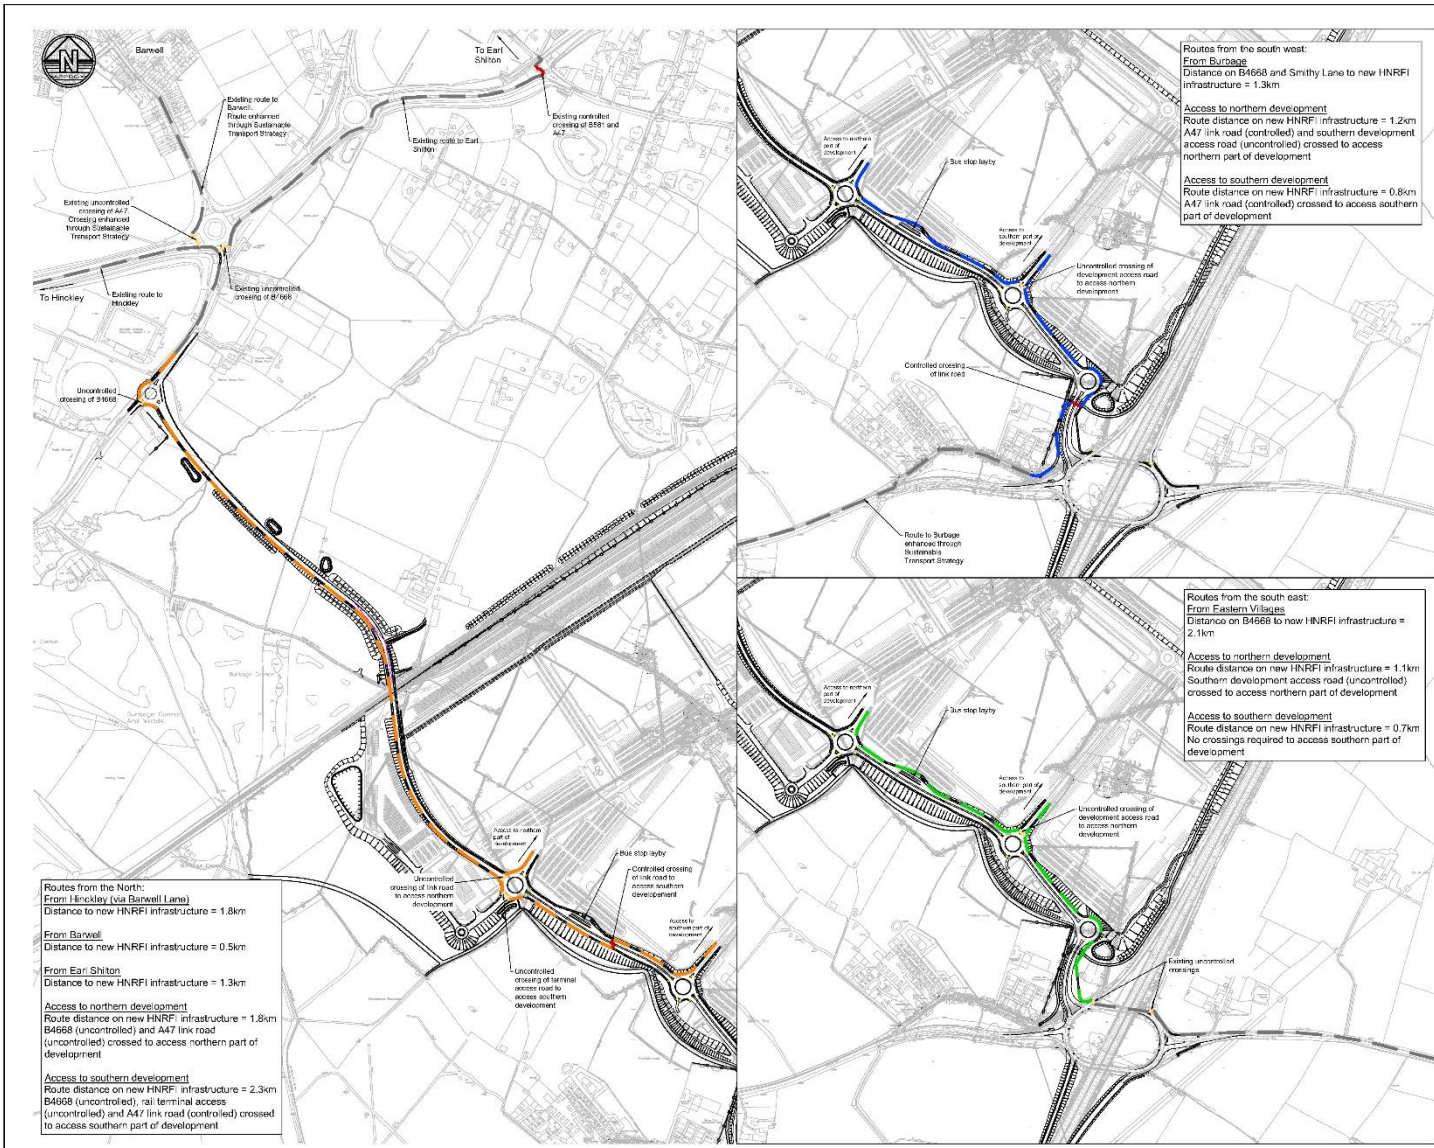 N
Barwell
To Earl
Shilton
Existing route to
Barwell.
Route enhanced
through Sustainable
Transport Strategy
Existing controlled
crossing of B581 and
A47
Existing route to Earl
Shilton
Existing uncontrolled
crossing of A47.
Crossing enhanced
through Sustainable
Transport Strategy
To Hinckley
Existing route to
Hinckley
Existing uncontrolled
crossing of B4668
Uncontrolled
crossing of B4668
Burbage Common
Burbage Common
And Woods
Access to northern
part of
development
Uncontrolled
crossing of link road
to access northern
development
Bus stop layby
Controlled crossing
of link road to
access southern
developement
Access to
southern part of
development
Uncontrolled
crossing of terminal
access road to
access southern
development
Routes from the North:
From Hinckley (via Barwell Lane)
Distance to new HNRFI infrastructure = 1.8km
From Barwell
Distance to new HNRFI infrastructure = 0.5km
From Earl Shilton
Distance to new HNRFI infrastructure = 1.3km
Access to northern development
Route distance on new HNRFI infrastructure = 1.8km
B4668 (uncontrolled) and A47 link road
(uncontrolled) crossed to access northern part of
development
Access to southern development
Route distance on new HNRFI infrastructure = 2.3km
B4668 (uncontrolled), rail terminal access
(uncontrolled) and A47 link road (controlled) crossed
to access southern part of development
Routes from the south west:
From Burbage
Distance on B4668 and Smithy Lane to new HNRFI
infrastructure = 1.3km
Access to northern development
Route distance on new HNRFI infrastructure = 1.2km
A47 link road (controlled) and southern development
access road (uncontrolled) crossed to access
northern part of development
Access to southern development
Route distance on new HNRFI infrastructure = 0.8km
A47 link road (controlled) crossed to access southern
part of development
Access to northern
part of
development
Bus stop layby
Access to
southern part of
development
Uncontrolled crossing of
development access road
to access northern
development
Controlled crossing
of link road
Route to Burbage
enhanced through
Sustainable
Transport Strategy
Routes from the south east:
From Eastern Villages
Distance on B4668 to new HNRFI infrastructure =
2.1km
Access to northern development
Route distance on new HNRFI infrastructure = 1.1km
Southern development access road (uncontrolled)
crossed to access northern part of development
Access to southern development
Route distance on new HNRFI infrastructure = 0.7km
No crossings required to access southern part of
development
Access to northern
part of
development
Bus stop layby
Access to
southern part of
development
Uncontrolled crossing of
development access road
to access northern
development
Existing uncontrolled
crossings